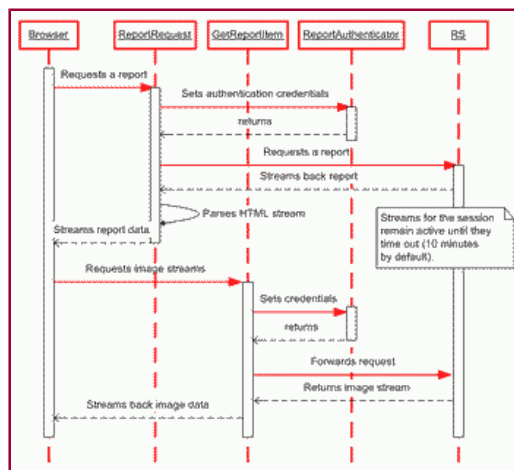 Browser
ReportRequest
GetReportItem
ReportAuthenticator
RS
Requests a report
Sets authentication credentials
returns
Requests a report
Streams back report
Parses HTML stream
Streams for the session
remain active until they
time out (10 minutes
by default).
Streams report data
Requests image streams
Sets credentials
returns
Forwards request
Returns image stream
Streams back image data